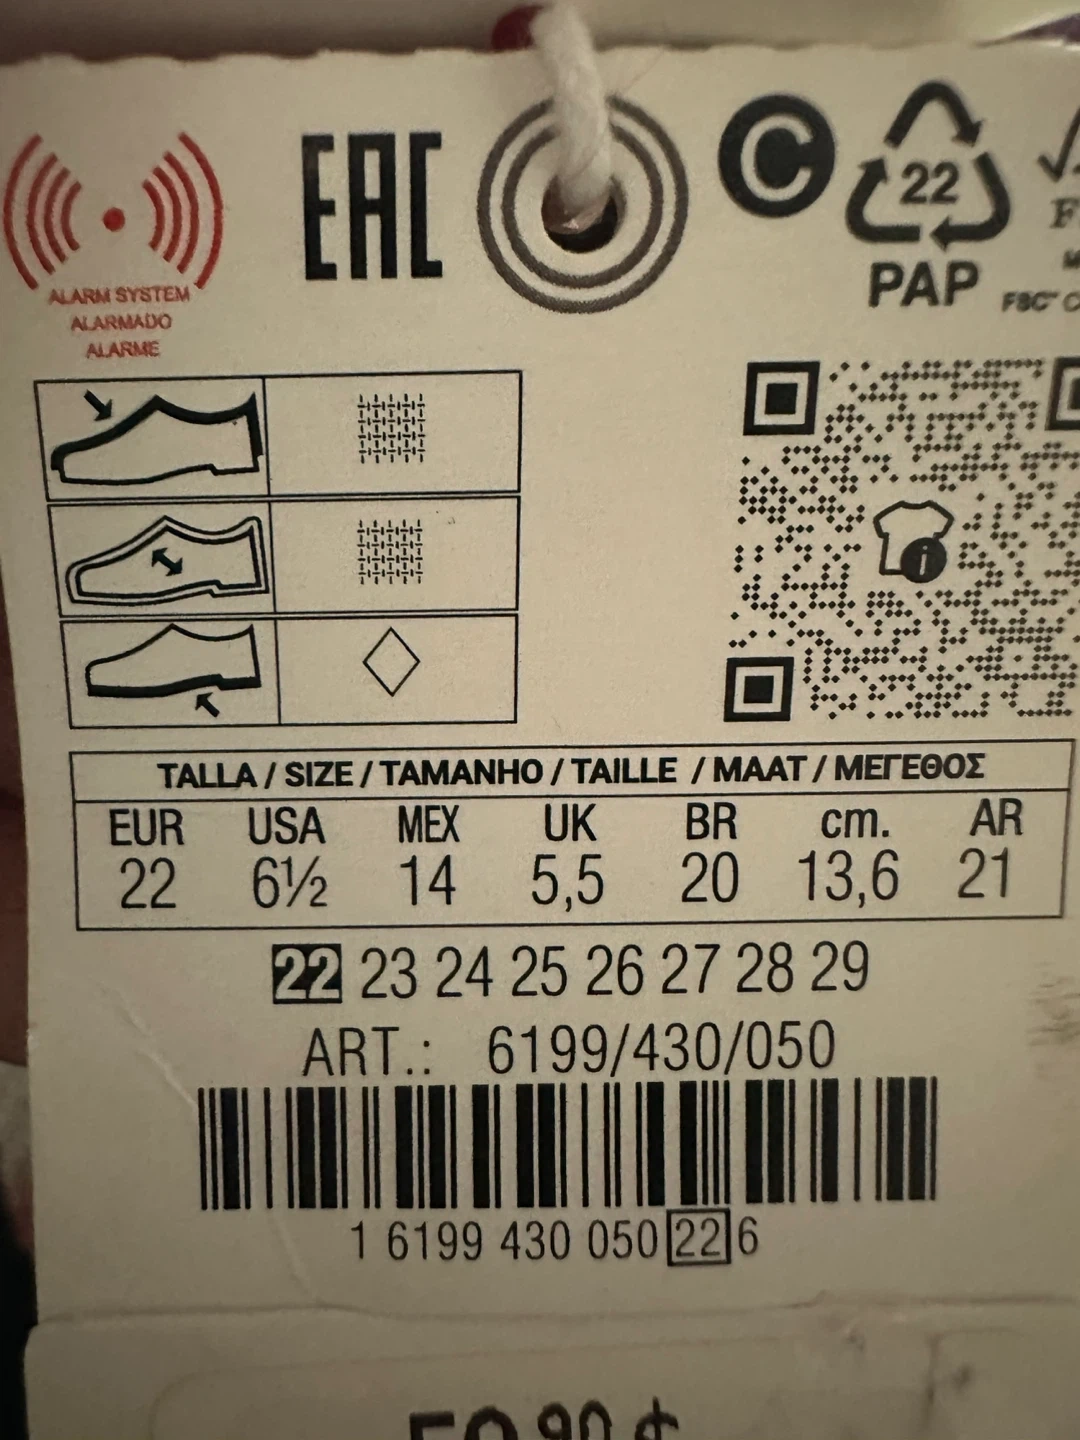 EAC
©
22
PAP
FSC
ALARM SYSTEM
ALARMADO
ALARME
i
TALLA / SIZE / TAMANHO / TAILLE / MAAT / ΜΕΓΕΘΟΣ
EUR USA MEX UK BR cm. AR
22 6½ 14 5,5 20 13,6 21
22 23 24 25 26 27 28 29
ART.: 6199/430/050
1 6199 430 050 22 6